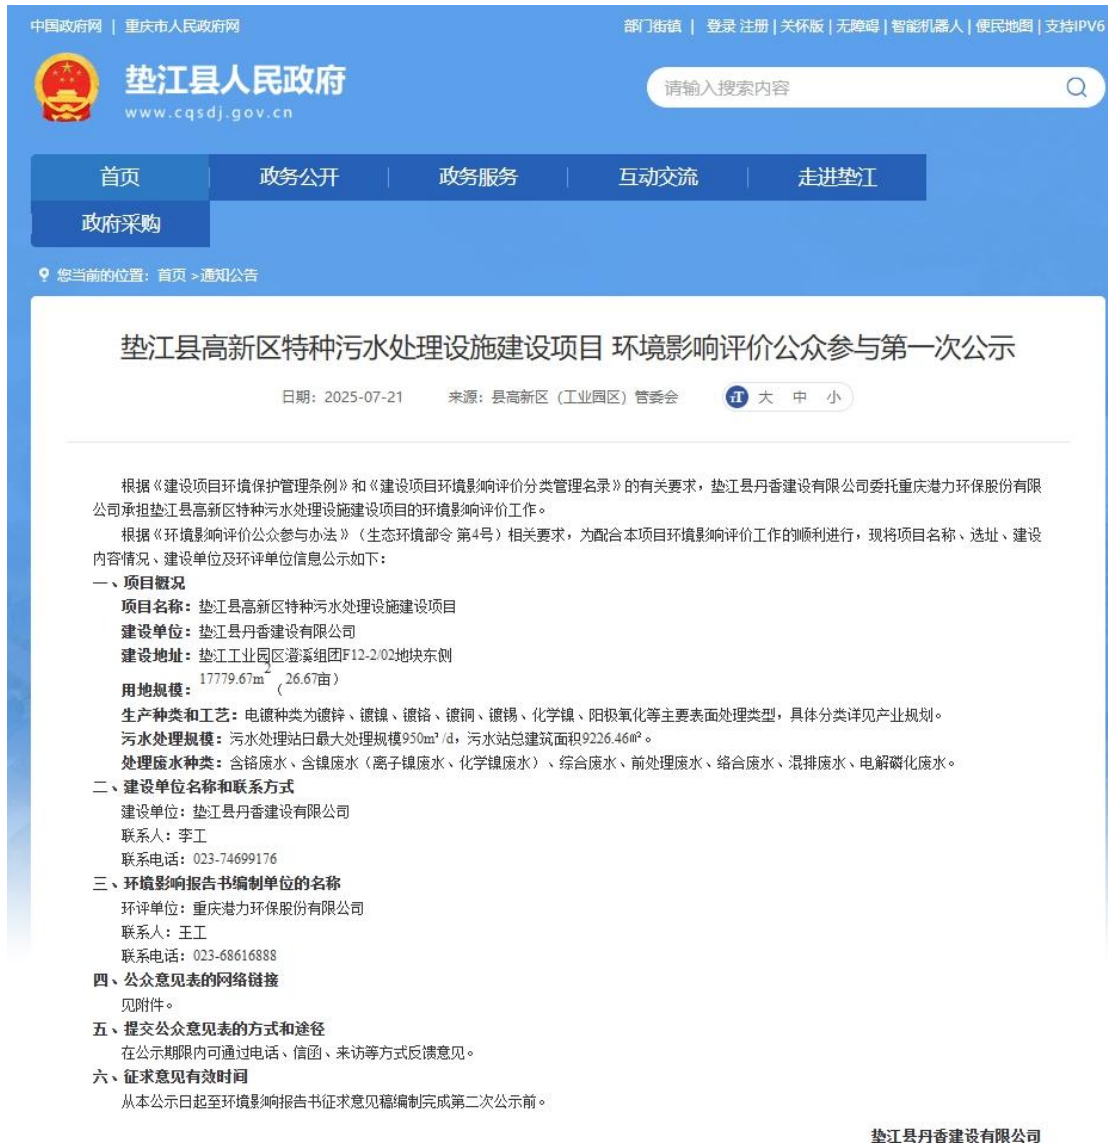 中国政府网 | 重庆市人民政府网
部门街镇 | 登录 注册 | 关怀版 | 无障碍 | 智能机器人 | 便民地图 | 支持IPV6
垫江县人民政府
www.cqsdj.gov.cn
请输入搜索内容
首页 政务公开 政务服务 互动交流 走进垫江
政府采购
您当前的位置：首页 >通知公告
垫江县高新区特种污水处理设施建设项目 环境影响评价公众参与第一次公示
日期：2025-07-21 来源：县高新区（工业园区）管委会 大 中 小
根据《建设项目环境保护管理条例》和《建设项目环境影响评价分类管理名录》的有关要求，垫江县丹香建设有限公司委托重庆港力环保股份有限
公司承担垫江县高新区特种污水处理设施建设项目的环境影响评价工作。
根据《环境影响评价公众参与办法》（生态环境部令 第4号）相关要求，为配合本项目环境影响评价工作的顺利进行，现将项目名称、选址、建设
内容情况、建设单位及环评单位信息公示如下：
一、项目概况
项目名称：垫江县高新区特种污水处理设施建设项目
建设单位：垫江县丹香建设有限公司
建设地址：垫江工业园区澄溪组团F12-2/02地块东侧
用地规模：17779.67m²（26.67亩）
生产种类和工艺：电镀种类为镀锌、镀镍、镀铬、镀铜、镀锡、化学镍、阳极氧化等主要表面处理类型，具体分类详见产业规划。
污水处理规模：污水处理站日最大处理规模950m³/d，污水站总建筑面积9226.46㎡。
处理废水种类：含铬废水、含镍废水（离子镍废水、化学镍废水）、综合废水、前处理废水、络合废水、混排废水、电解磷化废水。
二、建设单位名称和联系方式
建设单位：垫江县丹香建设有限公司
联系人：李工
联系电话：023-74699176
三、环境影响报告书编制单位的名称
环评单位：重庆港力环保股份有限公司
联系人：王工
联系电话：023-68616888
四、公众意见表的网络链接
见附件。
五、提交公众意见表的方式和途径
在公示期限内可通过电话、信函、来访等方式反馈意见。
六、征求意见有效时间
从本公示日起至环境影响报告书征求意见稿编制完成第二次公示前。
垫江县丹香建设有限公司